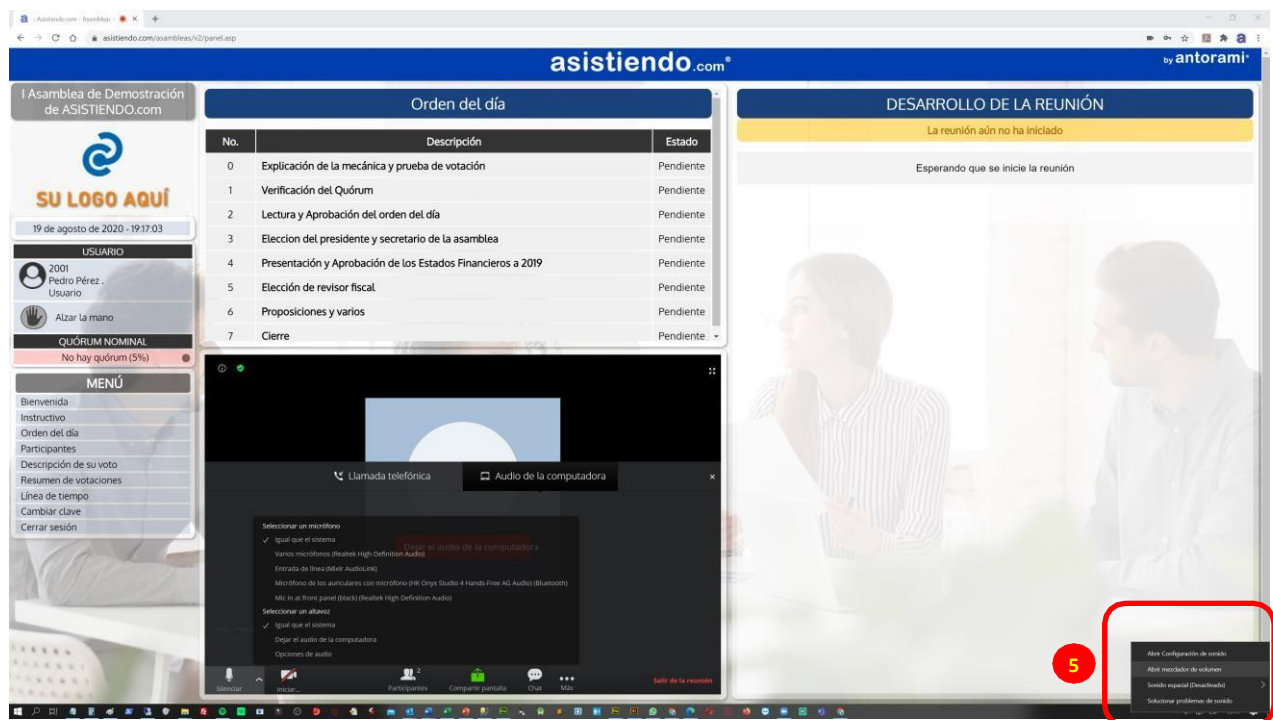 a
Asistiendo.com - Asambleas
asistiendo.com/asambleas/v2/panel.asp
a
asistiendo.com®
by antorami·
I Asamblea de Demostración
de ASISTIENDO.com
SU LOGO AQUÍ
19 de agosto de 2020 - 19:17:03
USUARIO
2001
Pedro Pérez .
Usuario
Alzar la mano
QUÓRUM NOMINAL
No hay quórum (5%)
MENÚ
Bienvenida
Instructivo
Orden del día
Participantes
Descripción de su voto
Resumen de votaciones
Línea de tiempo
Cambiar clave
Cerrar sesión
Orden del día
No. Descripción Estado
0 Explicación de la mecánica y prueba de votación Pendiente
1 Verificación del Quórum Pendiente
2 Lectura y Aprobación del orden del día Pendiente
3 Eleccion del presidente y secretario de la asamblea Pendiente
4 Presentación y Aprobación de los Estados Financieros a 2019 Pendiente
5 Elección de revisor fiscal Pendiente
6 Proposiciones y varios Pendiente
7 Cierre Pendiente
Llamada telefónica Audio de la computadora
Dejar el audio de la computadora
Seleccionar un micrófono
Igual que el sistema
Varios micrófonos (Realtek High Definition Audio)
Entrada de línea (Mixlr AudioLink)
Micrófono de los auriculares con micrófono (HK Onyx Studio 4 Hands-Free AG Audio) (Bluetooth)
Mic in at front panel (black) (Realtek High Definition Audio)
Seleccionar un altavoz
Igual que el sistema
Dejar el audio de la computadora
Opciones de audio
Silenciar Iniciar... Participantes 2 Compartir pantalla Chat Más Salir de la reunión
DESARROLLO DE LA REUNIÓN
La reunión aún no ha iniciado
Esperando que se inicie la reunión
5
Abrir Configuración de sonido
Abrir mezclador de volumen
Sonido espacial (Desactivado)
Solucionar problemas de sonido